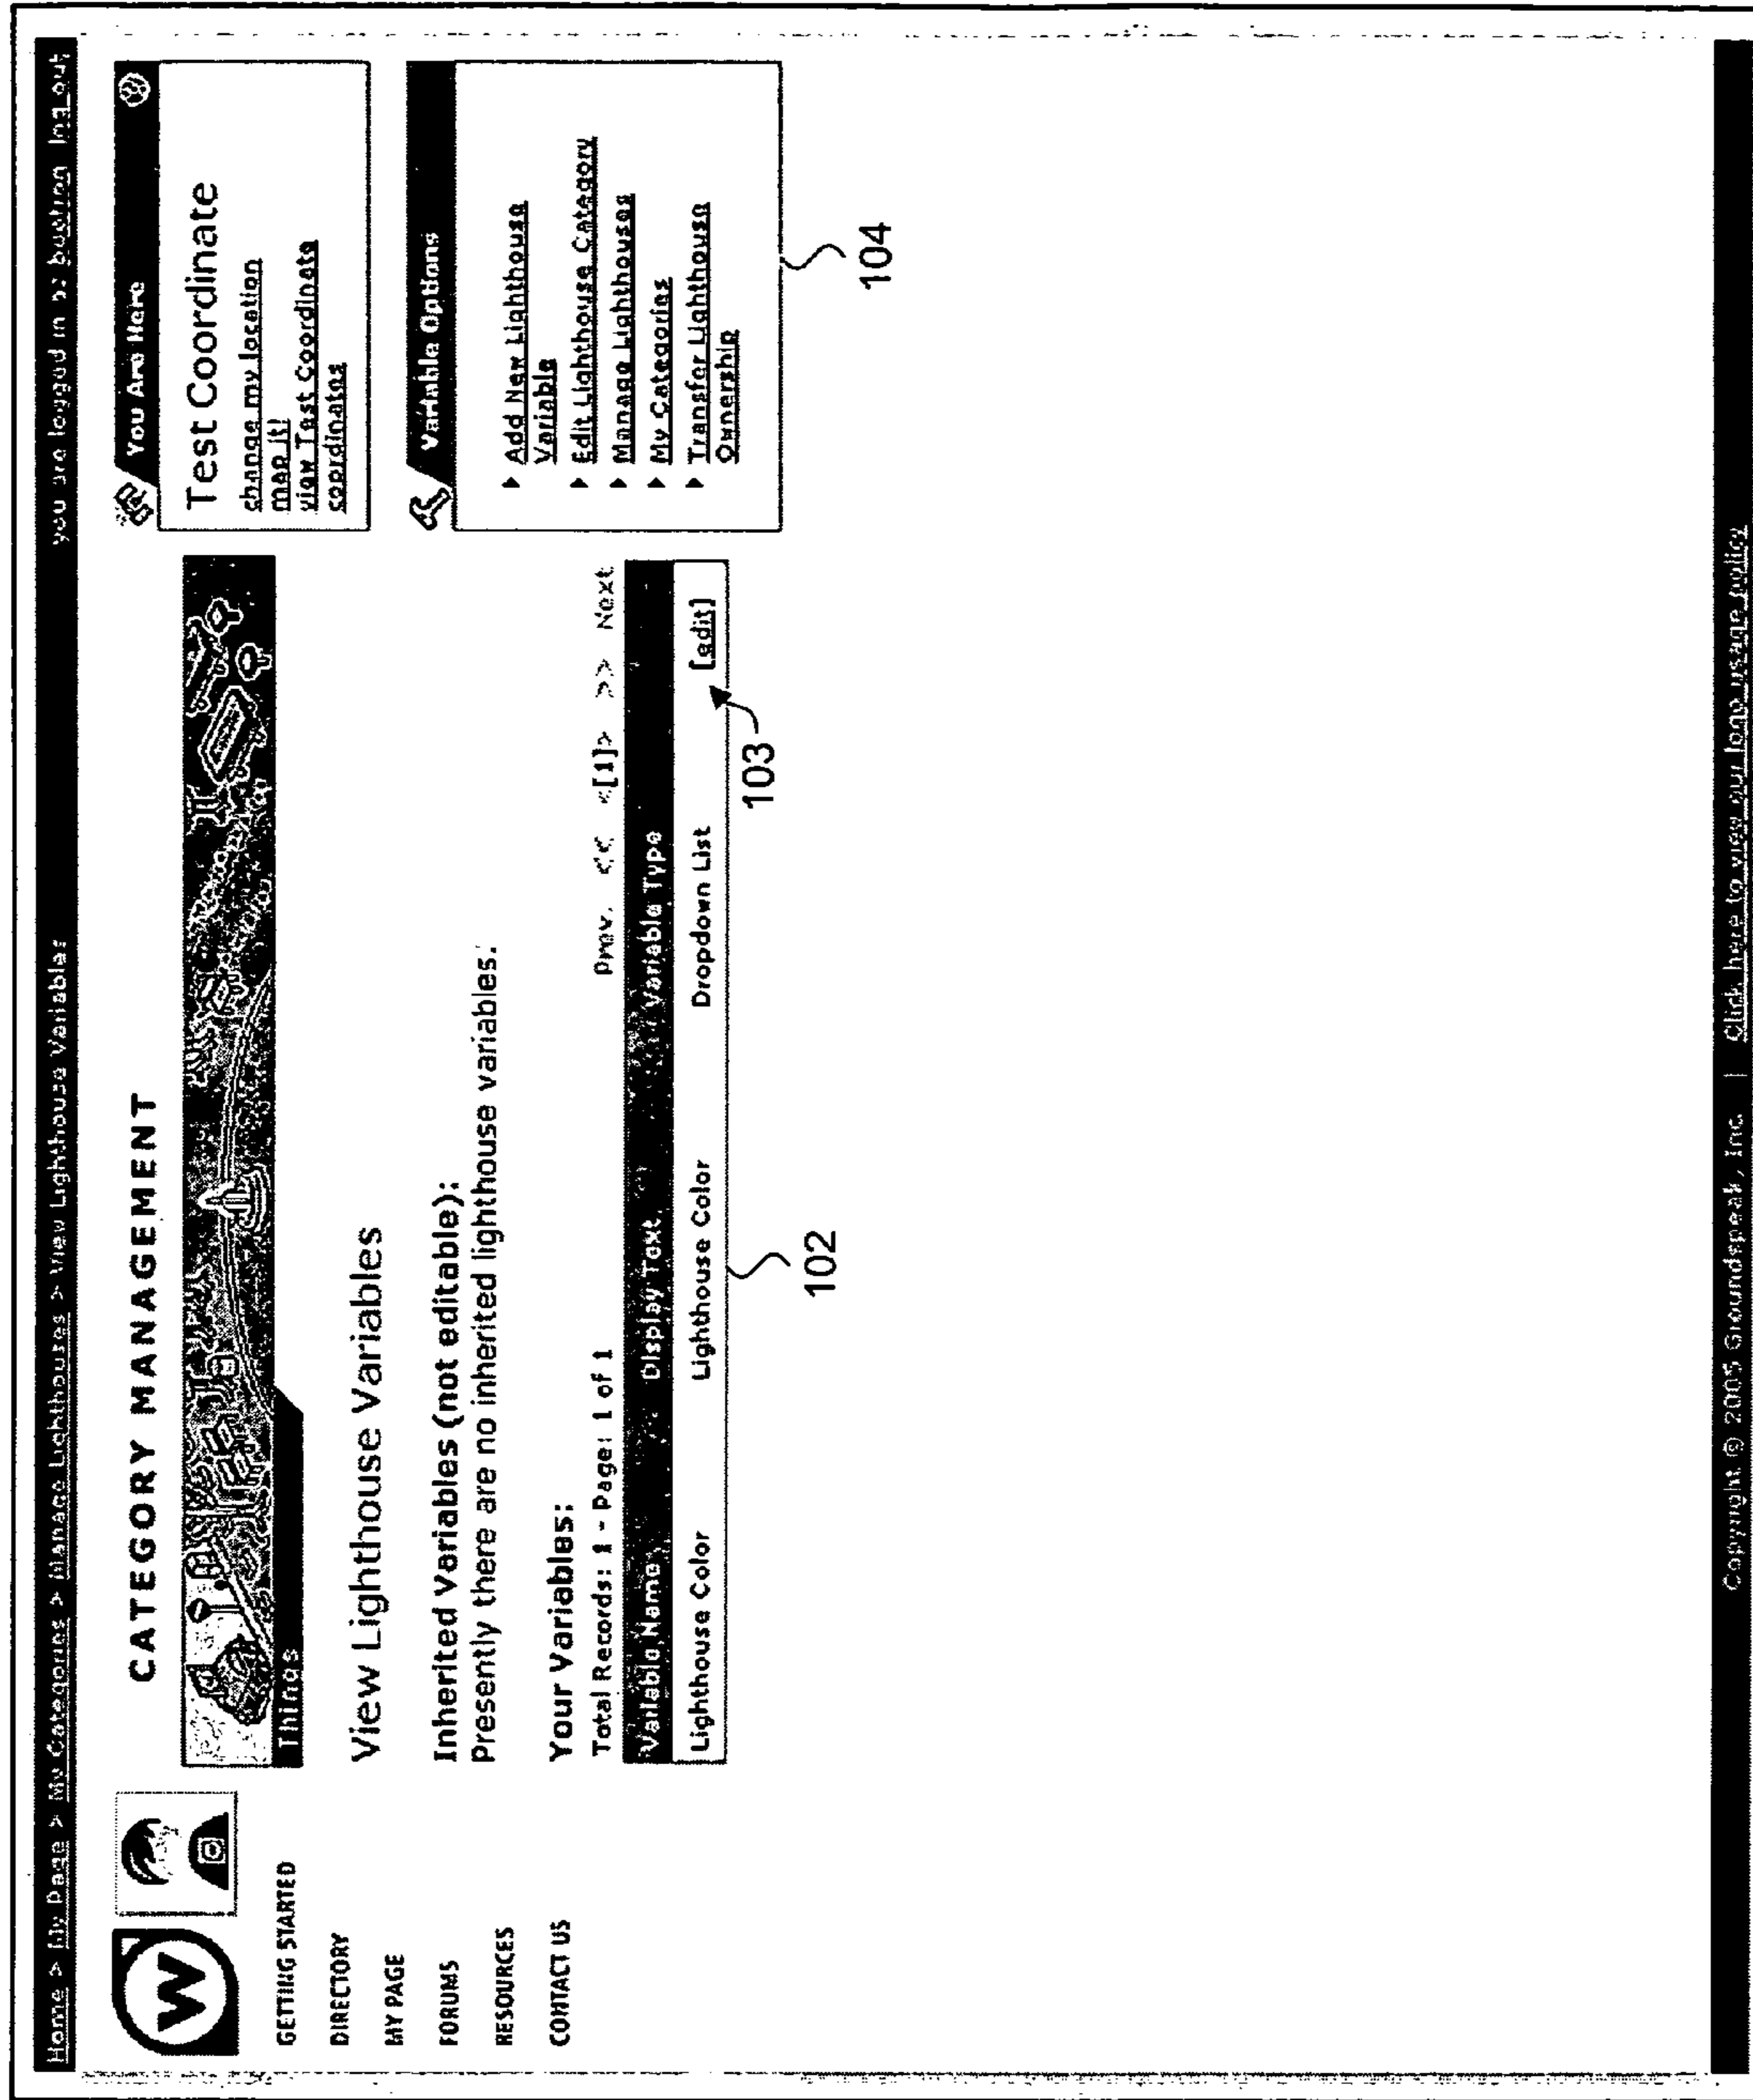 Home > My Page > My Categories > Manage Lighthouses > View Lighthouse Variables
you are logged in as Log out
W
GETTING STARTED
DIRECTORY
MY PAGE
FORUMS
RESOURCES
CONTACT US
CATEGORY MANAGEMENT
Things
View Lighthouse Variables
Inherited Variables (not editable):
Presently there are no inherited lighthouse variables.
Your Variables:
Total Records: 1 - Page: 1 of 1
Prev. << <[1]> >> Next
Variable Name Display Text Variable Type
Lighthouse Color Lighthouse Color Dropdown List [edit]
102
103
You Are Here
Test Coordinate
change my location
map it!
view Test Coordinate
coordinates
Variable Options
Add New Lighthouse
Variable
Edit Lighthouse Category
Manage Lighthouses
My Categories
Transfer Lighthouse
Ownership
104
Copyright © 2005 Groundspeak, Inc. | Click here to view our logo usage policy